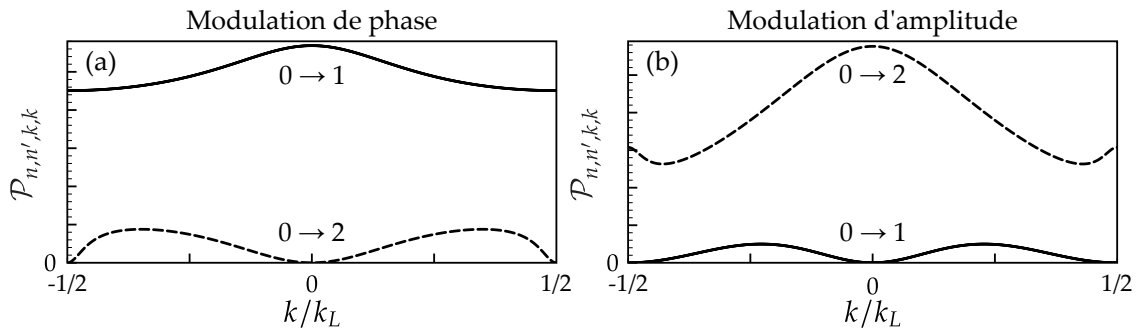 Modulation de phase
(a)
0 → 1
0 → 2
𝒫n,n′,k,k
0
-1/2
0
1/2
k/kL
Modulation d'amplitude
(b)
0 → 2
0 → 1
𝒫n,n′,k,k
-1/2
0
1/2
k/kL